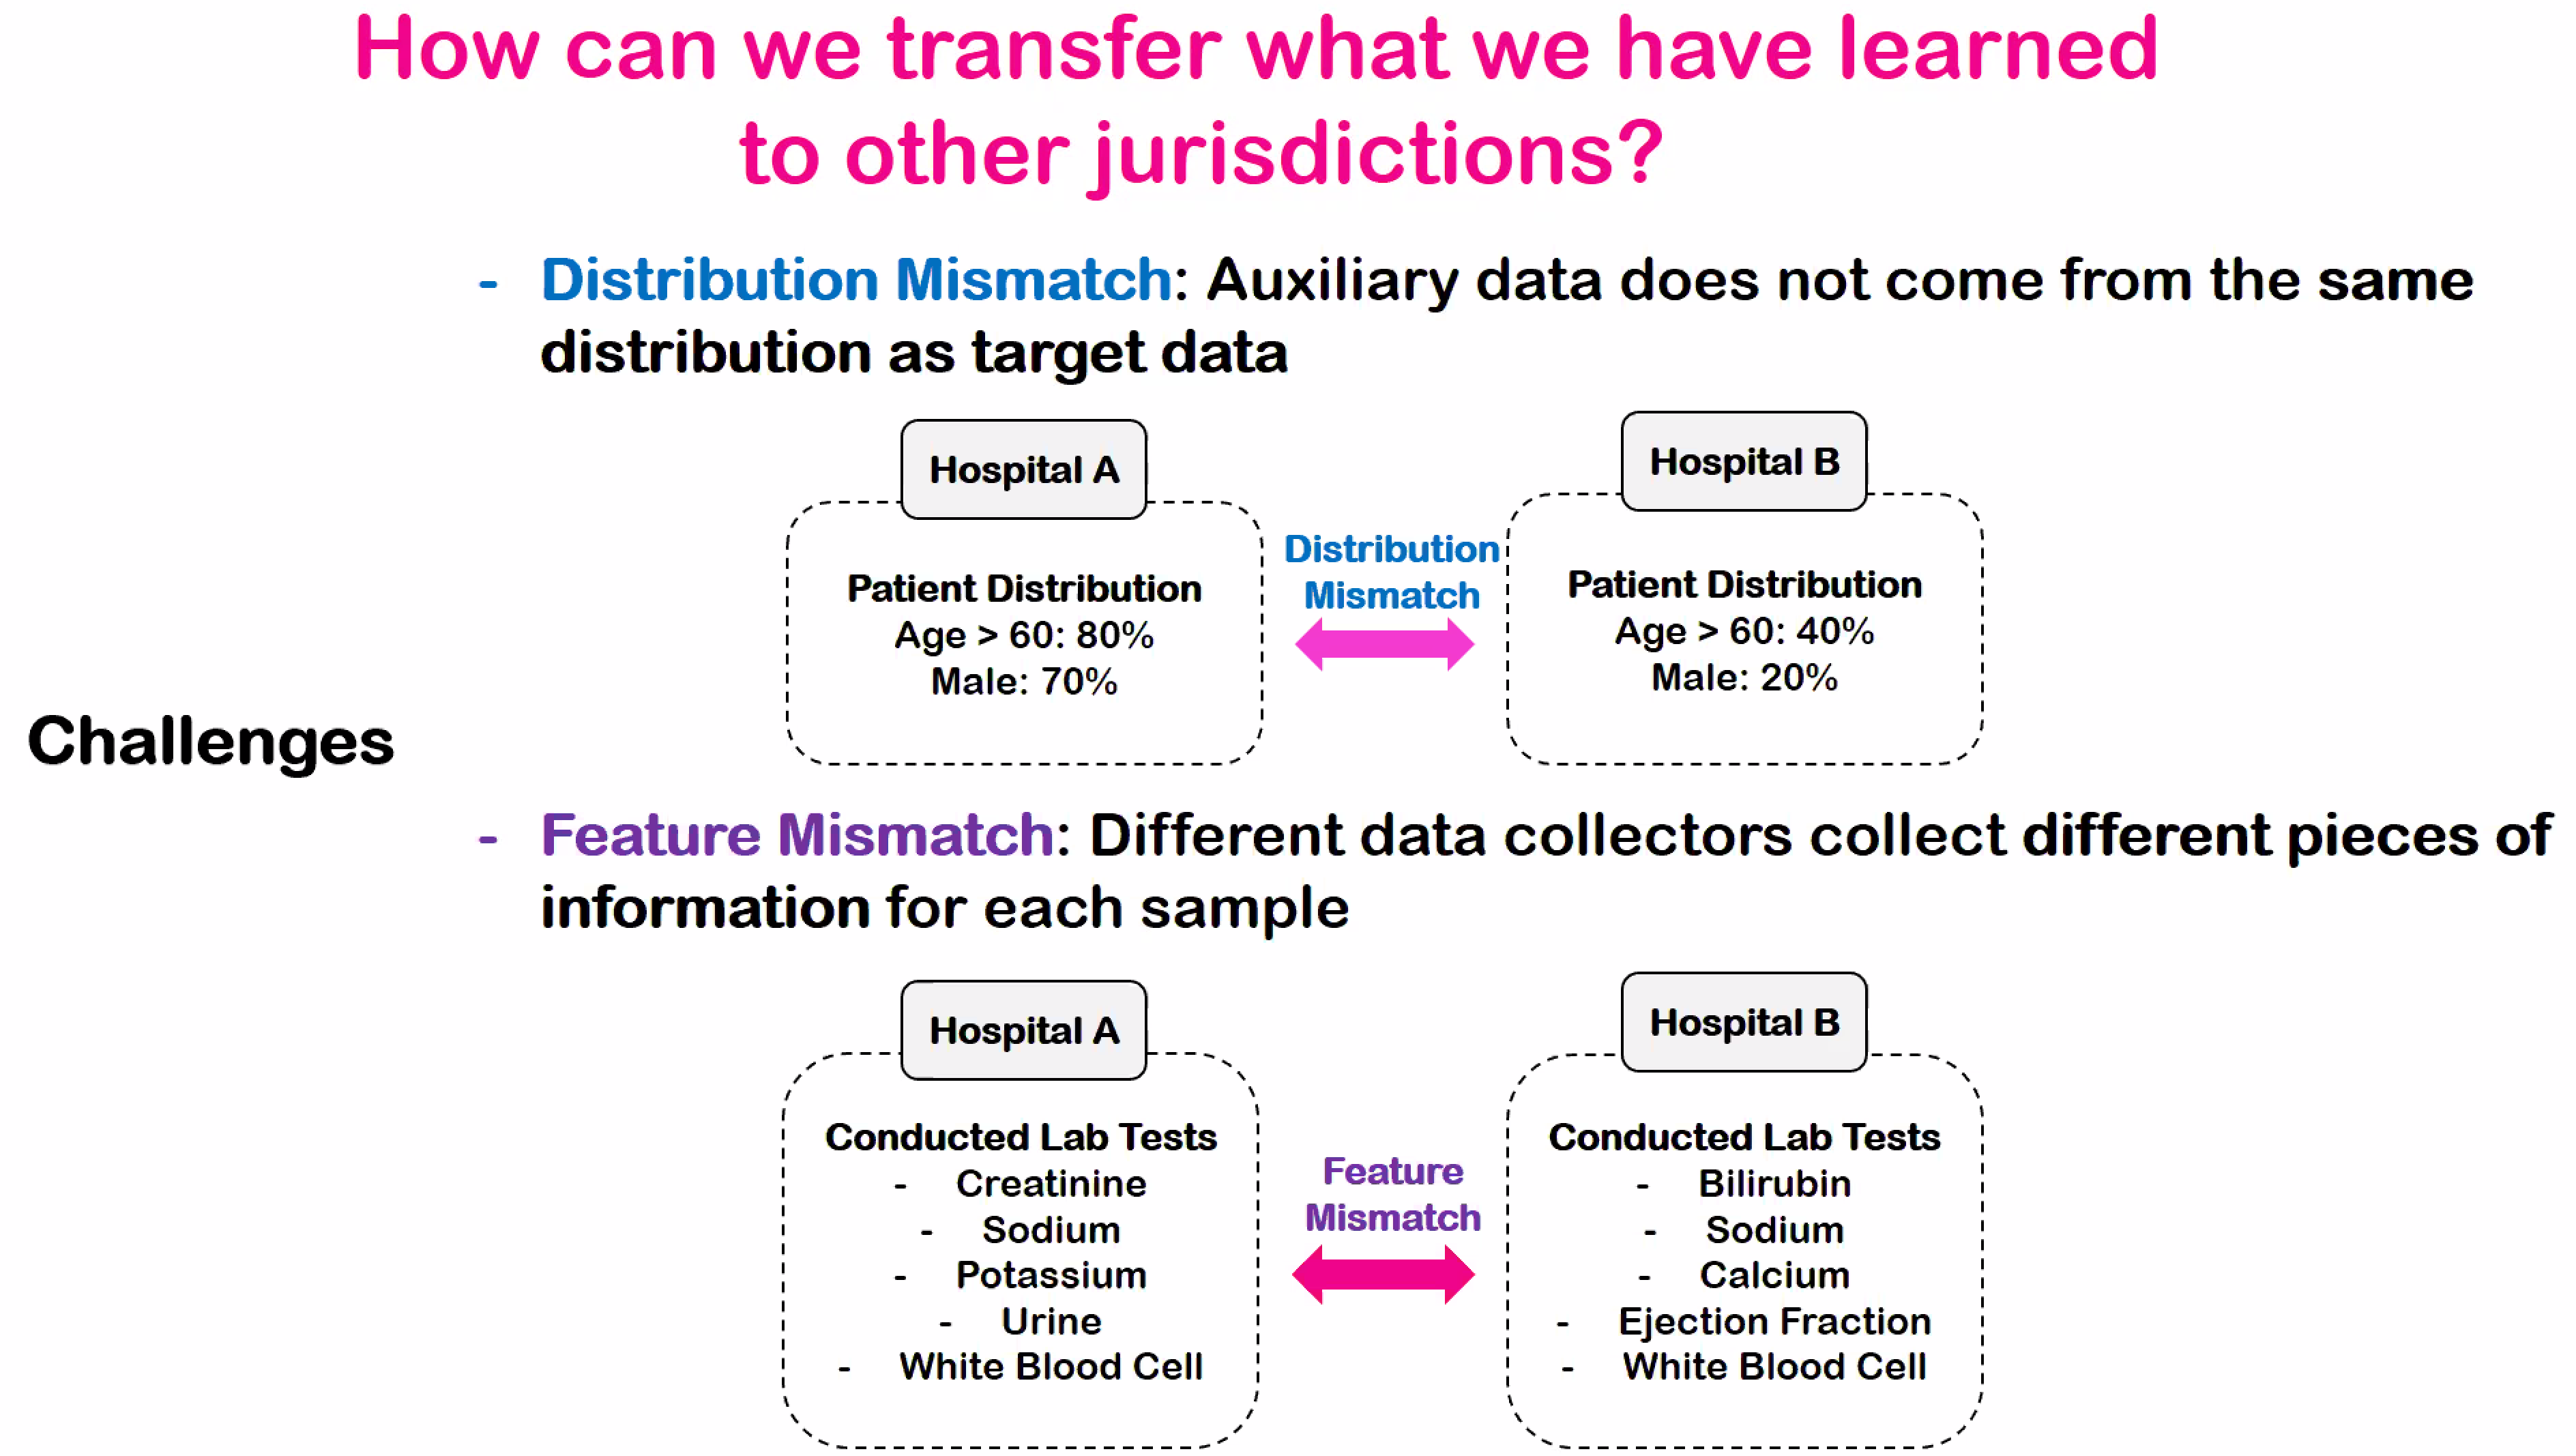 How can we transfer what we have learned
to other jurisdictions?
- Distribution Mismatch: Auxiliary data does not come from the same
distribution as target data
Hospital A
Patient Distribution
Age > 60: 80%
Male: 70%
Distribution
Mismatch
Hospital B
Patient Distribution
Age > 60: 40%
Male: 20%
Challenges
- Feature Mismatch: Different data collectors collect different pieces of
information for each sample
Hospital A
Conducted Lab Tests
- Creatinine
- Sodium
- Potassium
- Urine
- White Blood Cell
Feature
Mismatch
Hospital B
Conducted Lab Tests
- Bilirubin
- Sodium
- Calcium
- Ejection Fraction
- White Blood Cell